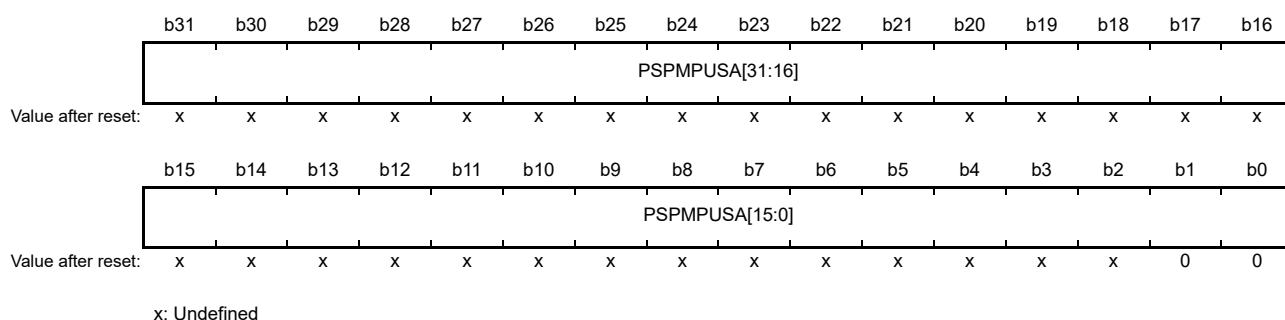 b31 b30 b29 b28 b27 b26 b25 b24 b23 b22 b21 b20 b19 b18 b17 b16
PSPMPUSA[31:16]
Value after reset: x x x x x x x x x x x x x x x x
b15 b14 b13 b12 b11 b10 b9 b8 b7 b6 b5 b4 b3 b2 b1 b0
PSPMPUSA[15:0]
Value after reset: x x x x x x x x x x x x x x 0 0
x: Undefined